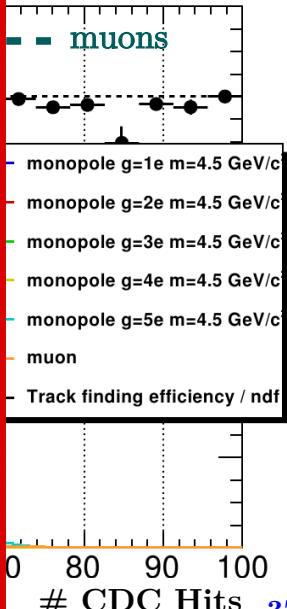 muons
monopole g=1e m=4.5 GeV/c
monopole g=2e m=4.5 GeV/c
monopole g=3e m=4.5 GeV/c
monopole g=4e m=4.5 GeV/c
monopole g=5e m=4.5 GeV/c
muon
Track finding efficiency / ndf
0 80 90 100
# CDC Hits